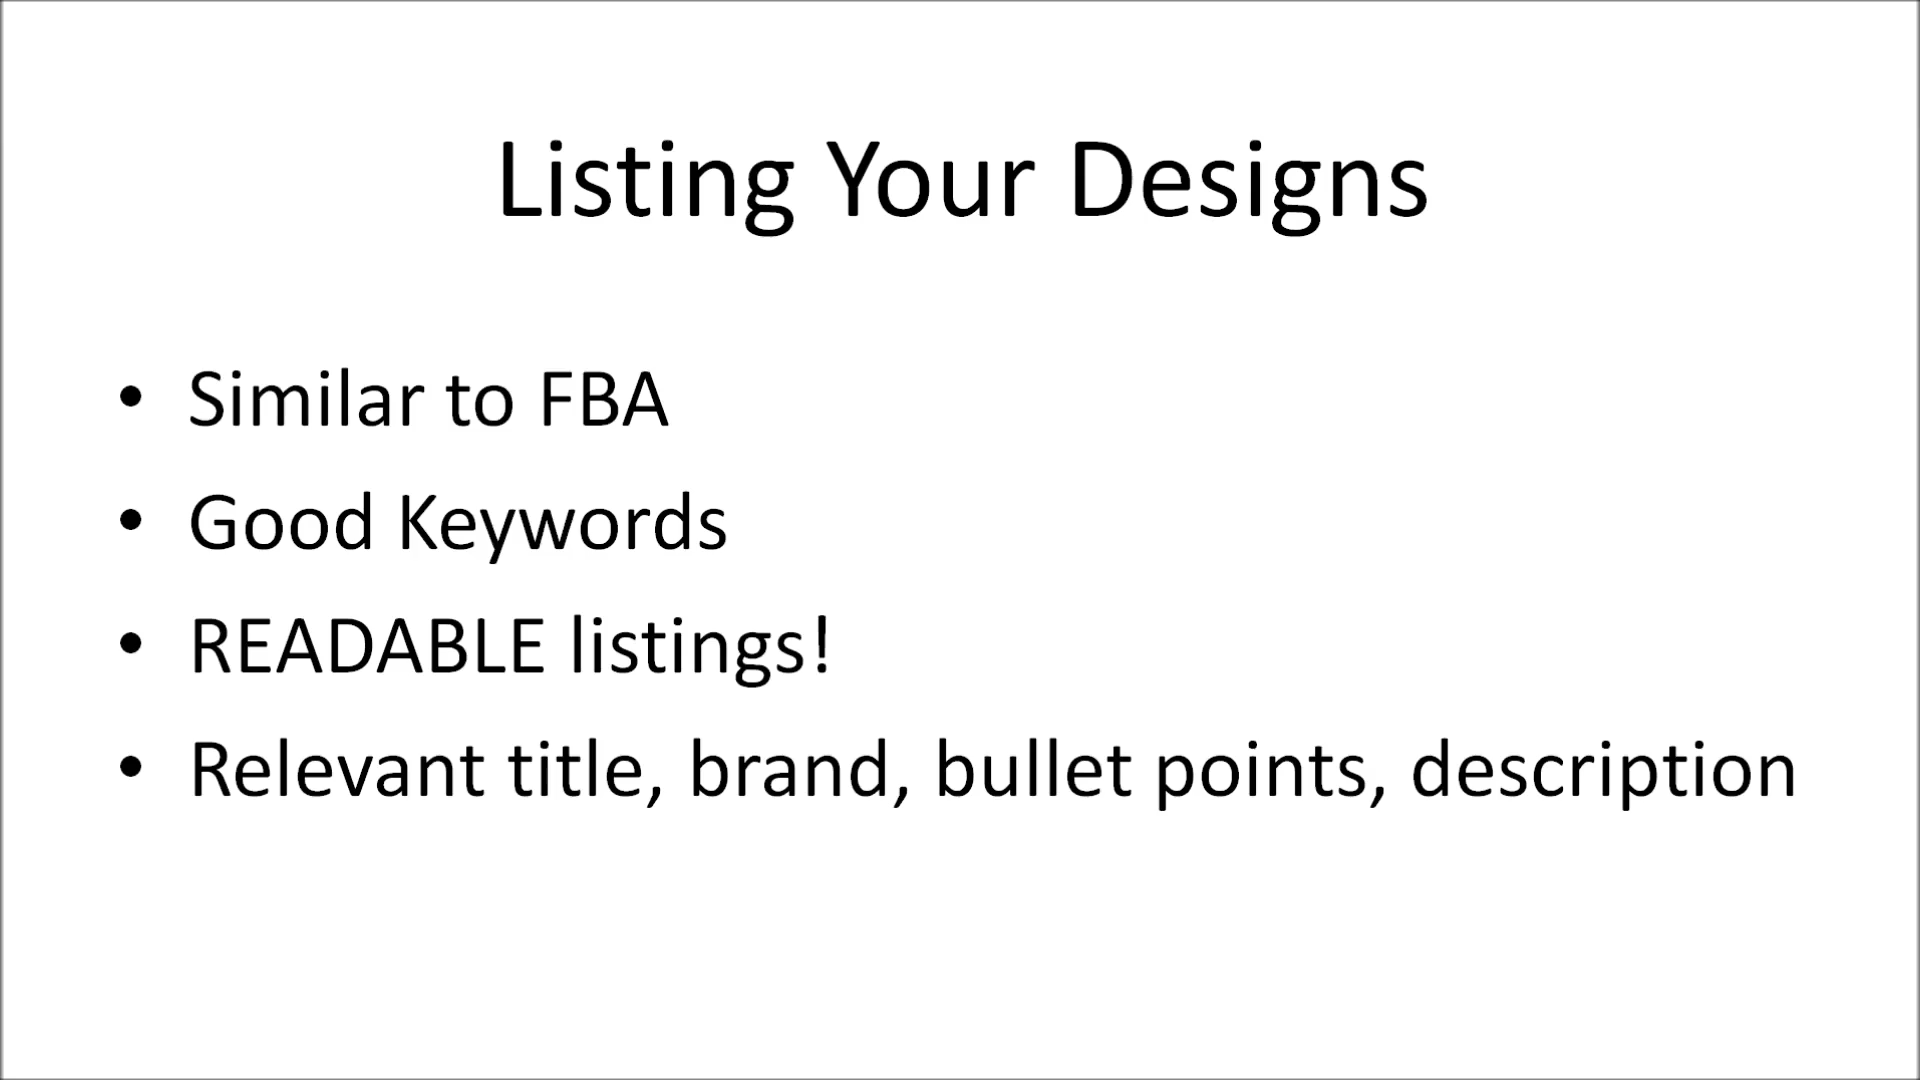 Listing Your Designs
• Similar to FBA
• Good Keywords
• READABLE listings!
• Relevant title, brand, bullet points, description